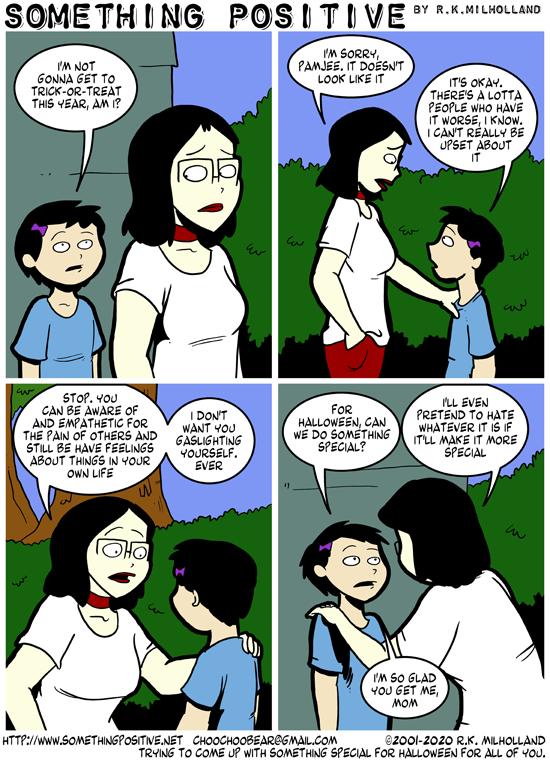 SOMETHING POSITIVE BY R.K.MILHOLLAND
I'M NOT
GONNA GET TO
TRICK-OR-TREAT
THIS YEAR, AM I?
I'M SORRY,
PAMJEE. IT DOESN'T
LOOK LIKE IT
IT'S OKAY.
THERE'S A LOTTA
PEOPLE WHO HAVE
IT WORSE, I KNOW.
I CAN'T REALLY BE
UPSET ABOUT
IT
STOP. YOU
CAN BE AWARE OF
AND EMPATHETIC FOR
THE PAIN OF OTHERS AND
STILL BE HAVE FEELINGS
ABOUT THINGS IN YOUR
OWN LIFE
I DON'T
WANT YOU
GASLIGHTING
YOURSELF.
EVER
FOR
HALLOWEEN, CAN
WE DO SOMETHING
SPECIAL?
I'LL EVEN
PRETEND TO HATE
WHATEVER IT IS IF
IT'LL MAKE IT MORE
SPECIAL
I'M SO GLAD
YOU GET ME,
MOM
HTTP://WWW.SOMETHINGPOSITIVE.NET CHOOCHOOBEAR@GMAIL.COM ©2001-2020 R.K. MILHOLLAND
TRYING TO COME UP WITH SOMETHING SPECIAL FOR HALLOWEEN FOR ALL OF YOU.